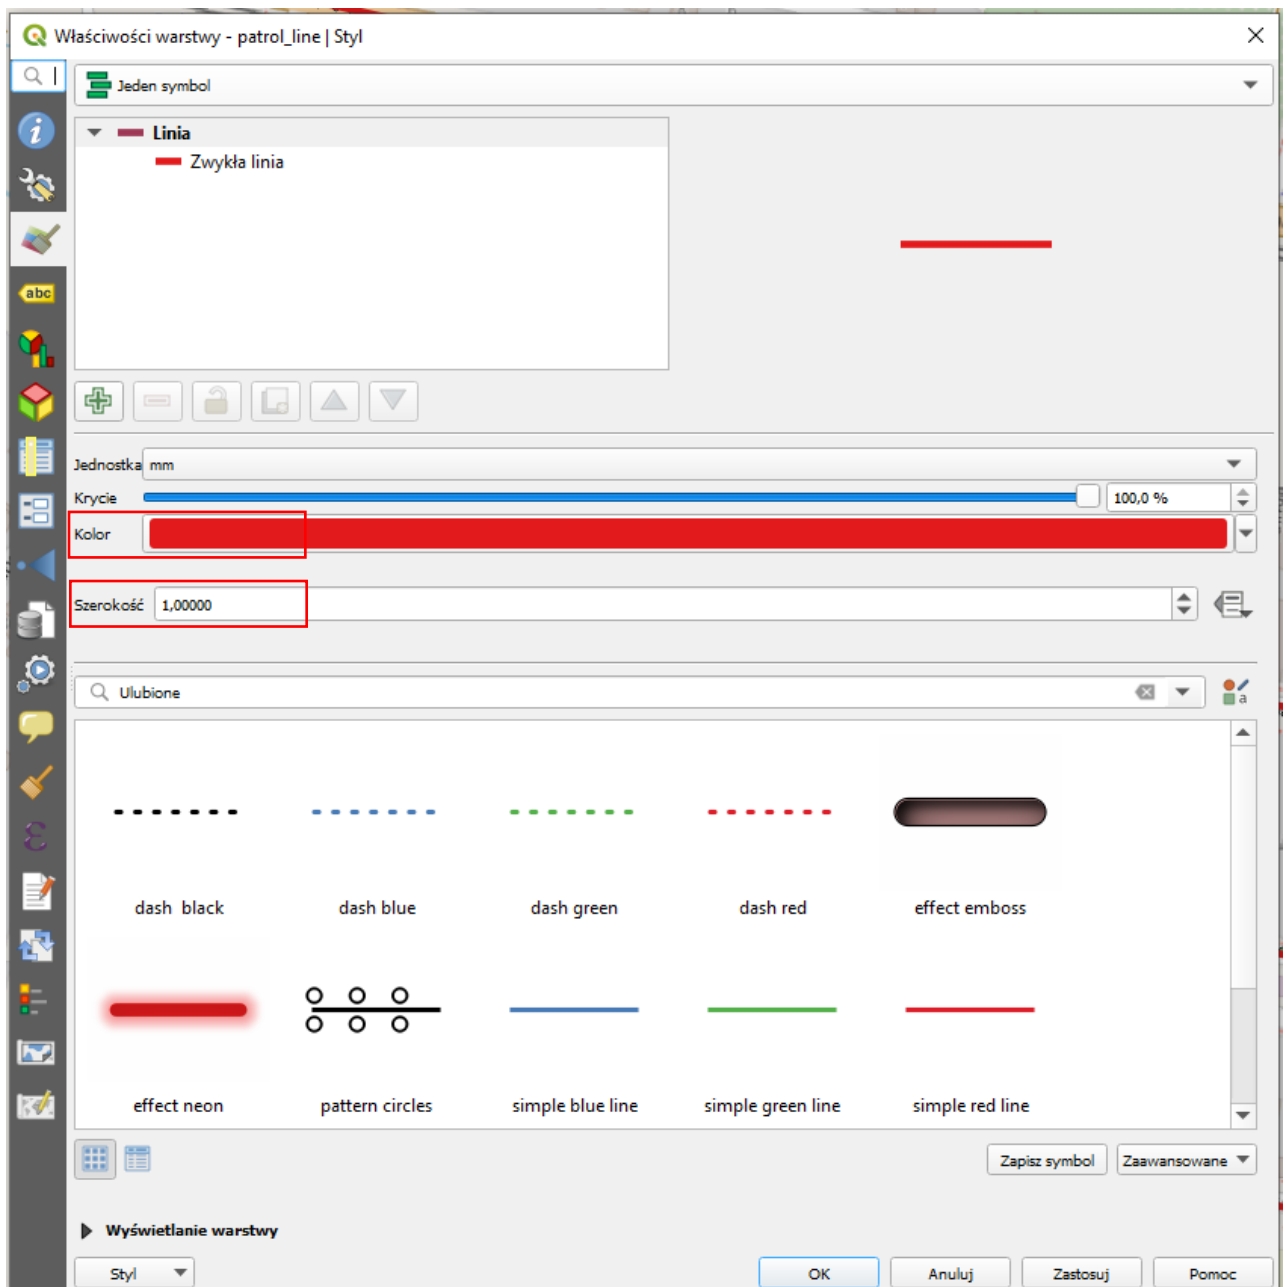 Właściwości warstwy - patrol_line | Styl
Jeden symbol
Linia
Zwykła linia
abc
Jednostka mm
Krycie 100,0 %
Kolor
Szerokość 1,00000
Ulubione
a
dash  black dash blue dash green dash red effect emboss
effect neon pattern circles simple blue line simple green line simple red line
Zapisz symbol Zaawansowane
Wyświetlanie warstwy
Styl OK Anuluj Zastosuj Pomoc